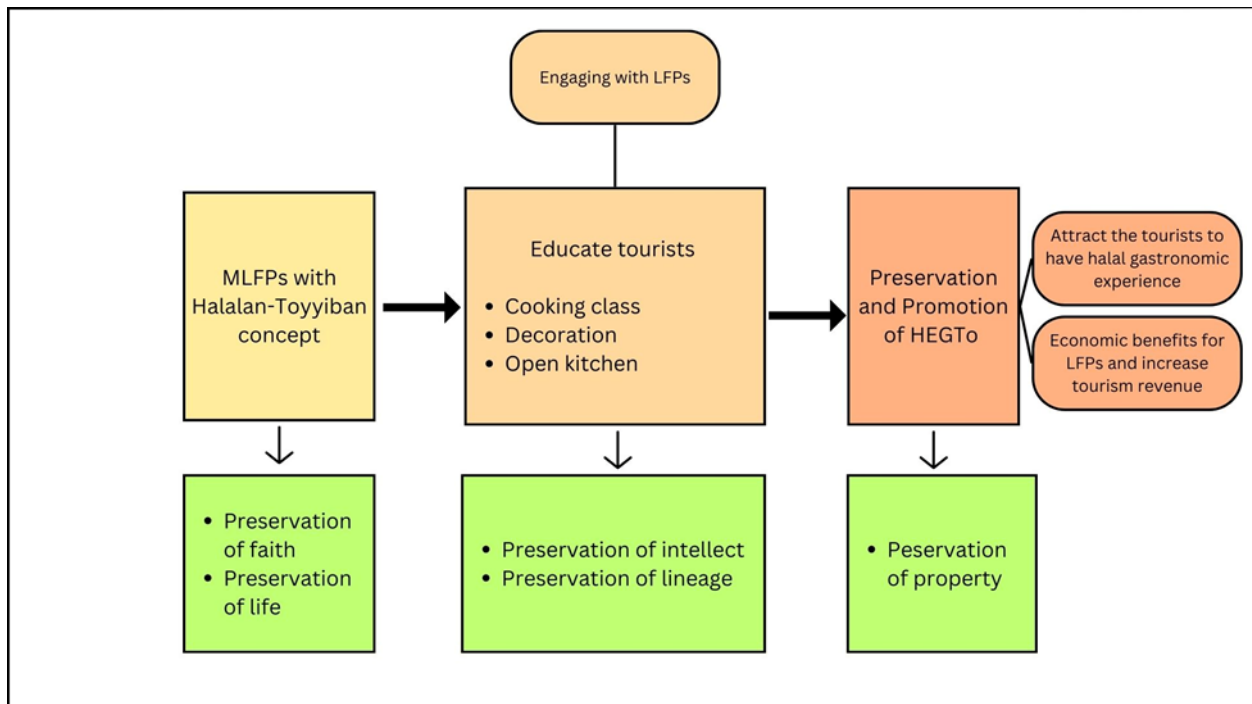 Engaging with LFPs
MLFPs with
Halalan-Toyyiban
concept
Educate tourists
• Cooking class
• Decoration
• Open kitchen
Preservation
and Promotion
of HEGTo
Attract the tourists to
have halal gastronomic
experience
Economic benefits for
LFPs and increase
tourism revenue
• Preservation
of faith
• Preservation
of life
• Preservation of intellect
• Preservation of lineage
• Peservation
of property